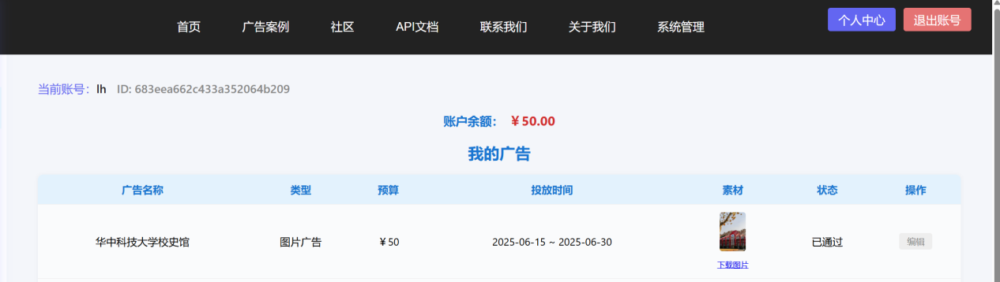 首页 广告案例 社区 API文档 联系我们 关于我们 系统管理 个人中心 退出账号
当前账号：lh ID: 683eea662c433a352064b209
账户余额： ￥50.00
我的广告
广告名称 类型 预算 投放时间 素材 状态 操作
华中科技大学校史馆 图片广告 ￥50 2025-06-15 ~ 2025-06-30 已通过 编辑
下载图片